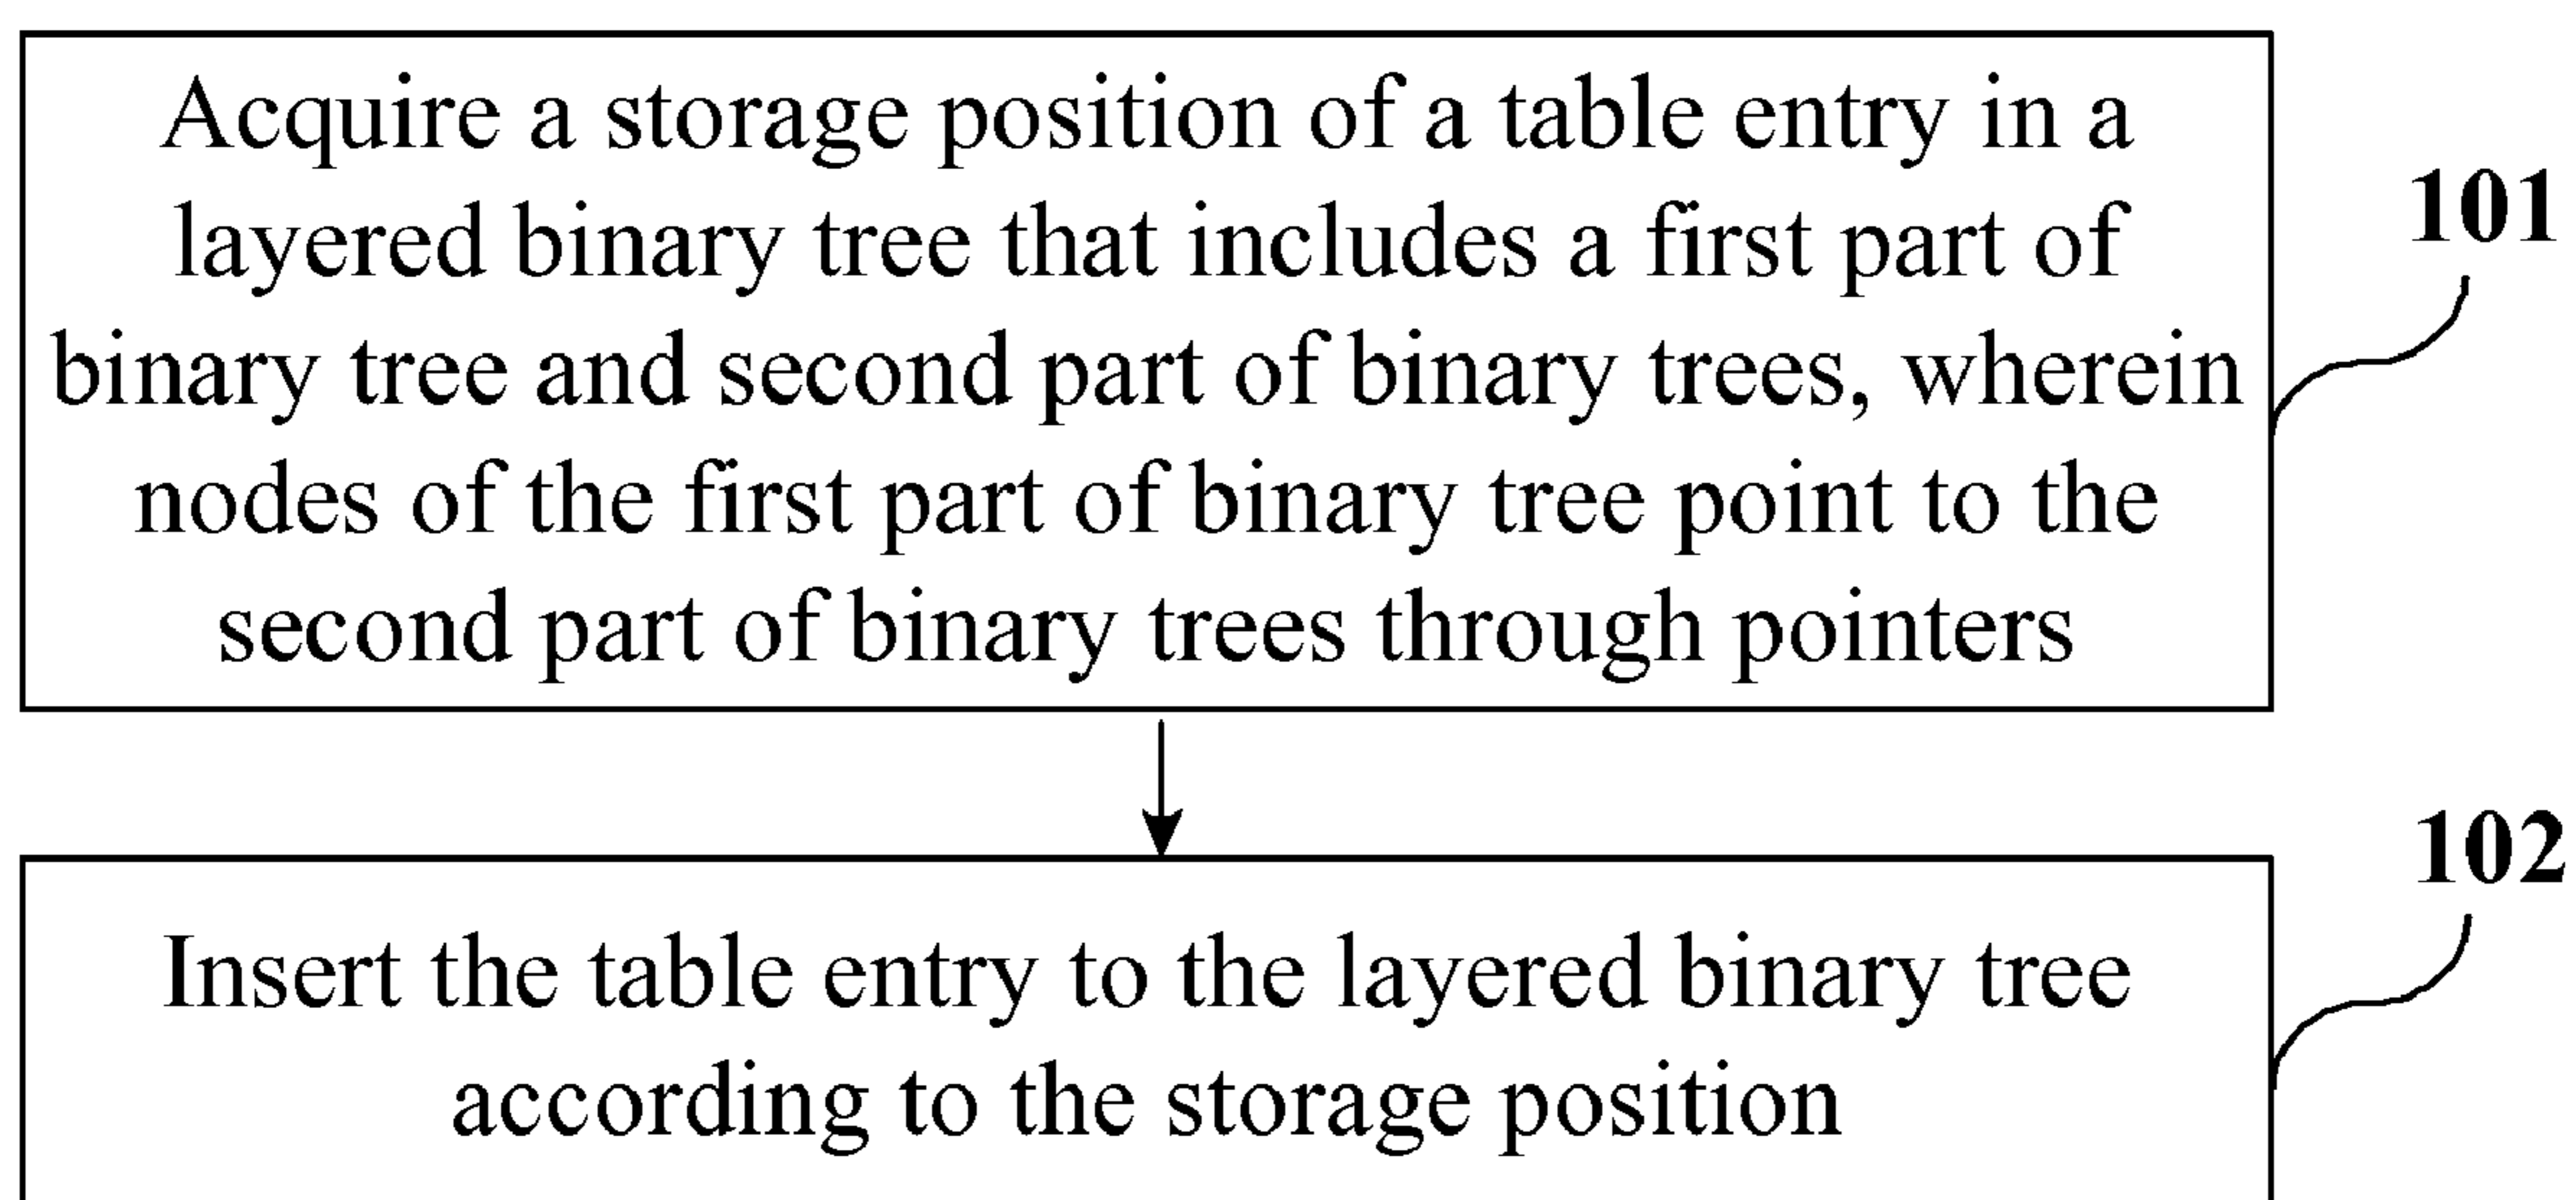 Acquire a storage position of a table entry in a
layered binary tree that includes a first part of
binary tree and second part of binary trees, wherein
nodes of the first part of binary tree point to the
second part of binary trees through pointers
101
Insert the table entry to the layered binary tree
according to the storage position
102